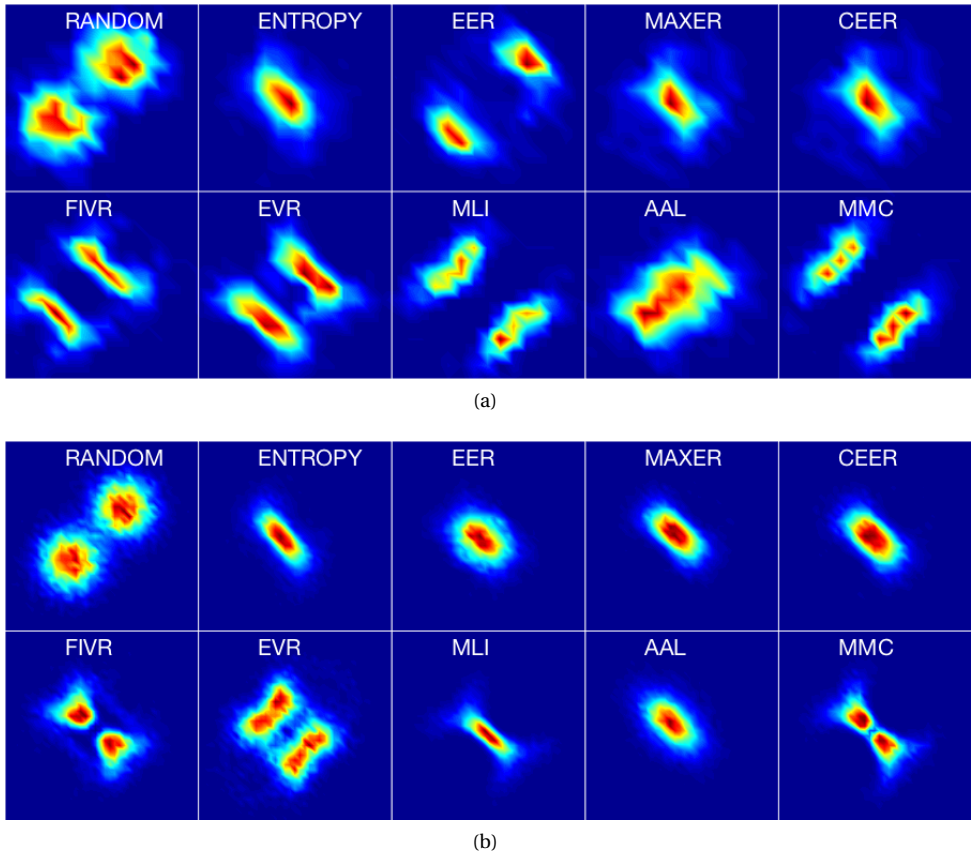 RANDOM ENTROPY EER MAXER CEER
FIVR EVR MLI AAL MMC
(a)
RANDOM ENTROPY EER MAXER CEER
FIVR EVR MLI AAL MMC
(b)